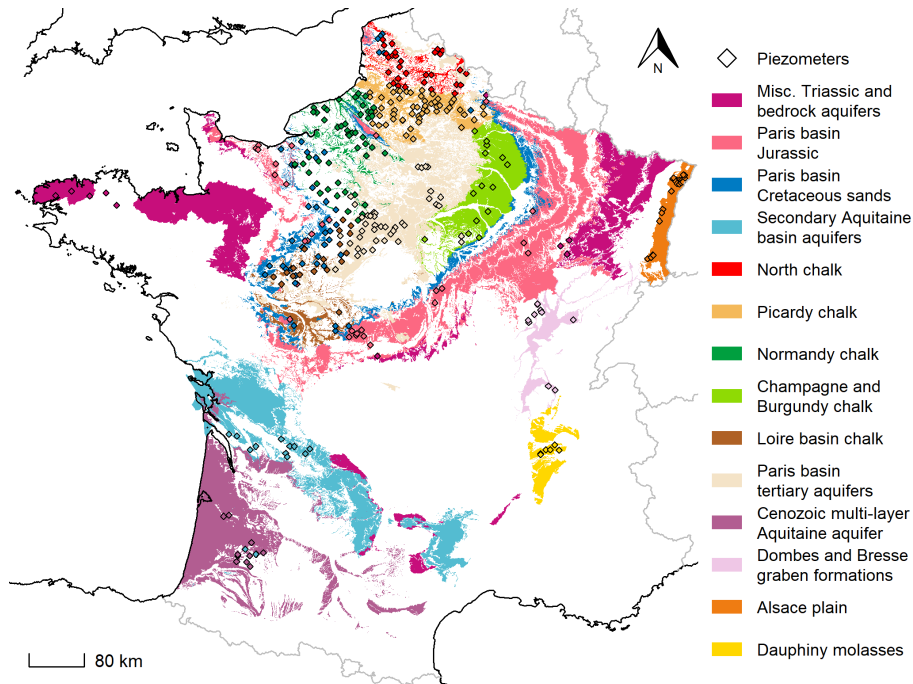 N
Piezometers
Misc. Triassic and
bedrock aquifers
Paris basin
Jurassic
Paris basin
Cretaceous sands
Secondary Aquitaine
basin aquifers
North chalk
Picardy chalk
Normandy chalk
Champagne and
Burgundy chalk
Loire basin chalk
Paris basin
tertiary aquifers
Cenozoic multi-layer
Aquitaine aquifer
Dombes and Bresse
graben formations
Alsace plain
Dauphiny molasses
80 km